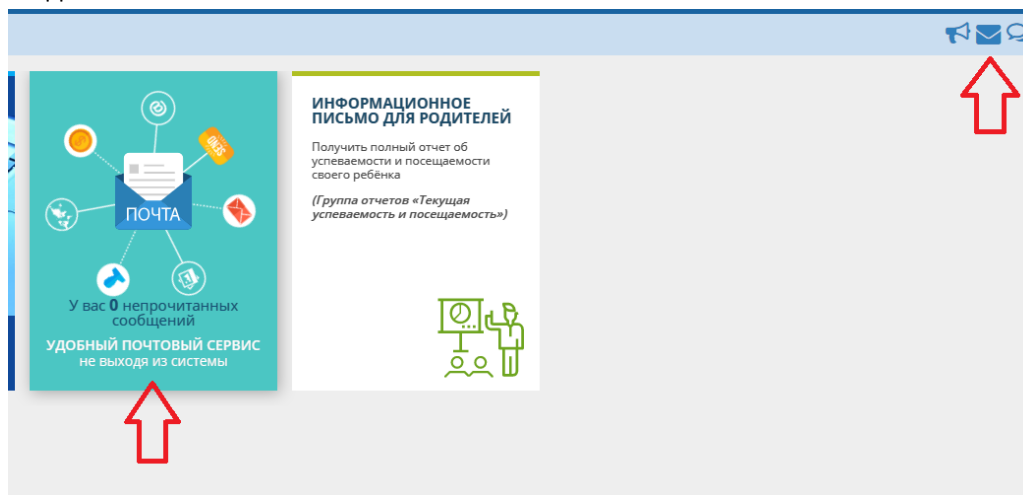 SEND
ПОЧТА
У вас 0 непрочитанных
сообщений
УДОБНЫЙ ПОЧТОВЫЙ СЕРВИС
не выходя из системы
ИНФОРМАЦИОННОЕ
ПИСЬМО ДЛЯ РОДИТЕЛЕЙ
Получить полный отчет об
успеваемости и посещаемости
своего ребёнка
(Группа отчетов «Текущая
успеваемость и посещаемость»)